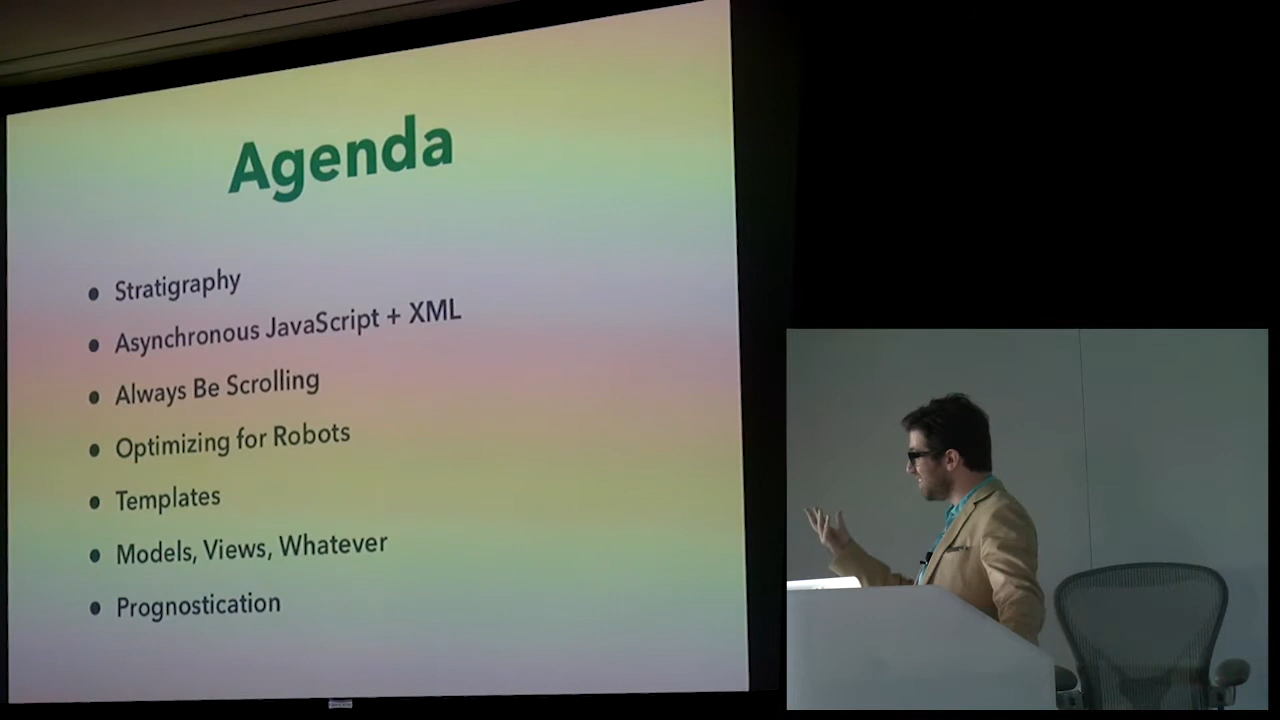 Agenda
Stratigraphy
Asynchronous JavaScript + XML
Always Be Scrolling
Optimizing for Robots
Templates
Models, Views, Whatever
Prognostication